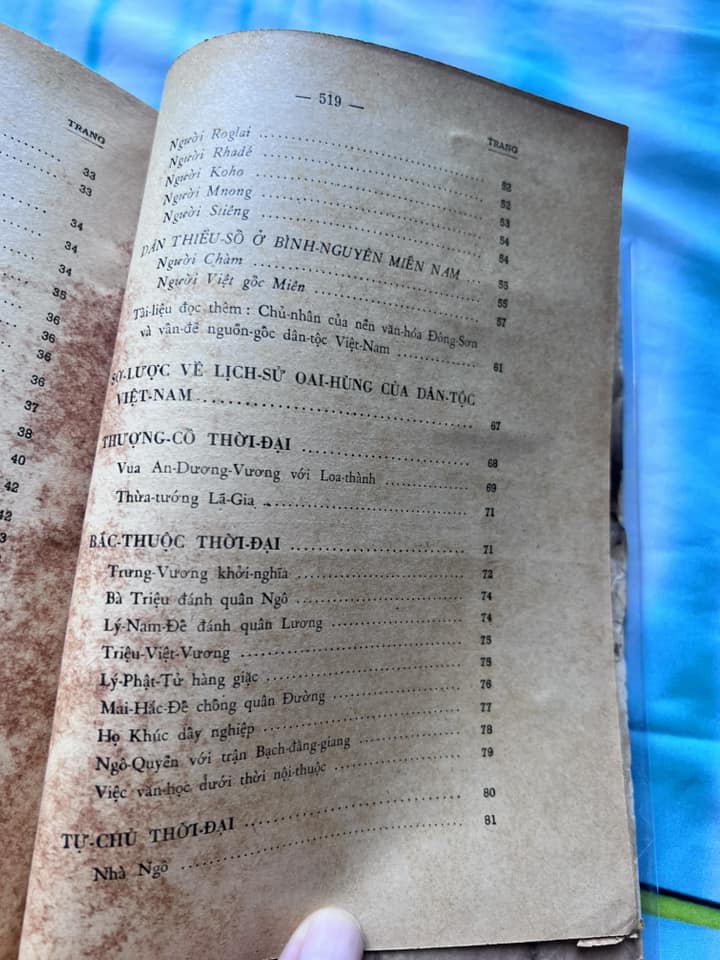 TRANG
33
33
34
34
34
35
36
36
36
36
37
38
40
42
42
3
— 519 —
TRANG
Người Roglai ........ 52
Người Rhadé ........ 52
Người Koho ........ 53
Người Mnong ........ 54
Người Stiêng ........ 54
DÂN THIỂU-SỐ Ở BÌNH-NGUYÊN MIỀN NAM ... 55
Người Chàm ........ 55
Người Việt gốc Miên ........ 57
Tài-liệu đọc thêm : Chủ-nhân của nền văn-hóa Đông-Sơn
và vấn-đề nguồn-gốc dân-tộc Việt-Nam ........ 61
SƠ-LƯỢC VỀ LỊCH-SỬ OAI-HÙNG CỦA DÂN-TỘC
VIỆT-NAM ........ 67
THƯỢNG-CỔ THỜI-ĐẠI ........ 68
Vua An-Dương-Vương với Loa-thành ........ 69
Thừa-tướng Lã-Gia ........ 71
BẮC-THUỘC THỜI-ĐẠI ........ 71
Trưng-Vương khởi-nghĩa ........ 72
Bà Triệu đánh quân Ngô ........ 74
Lý-Nam-Đế đánh quân Lương ........ 74
Triệu-Việt-Vương ........ 75
Lý-Phật-Tử hàng giặc ........ 75
Mai-Hắc-Đế chống quân Đường ........ 76
Họ Khúc dấy nghiệp ........ 77
Ngô-Quyền với trận Bạch-đằng-giang ........ 78
Việc văn-học dưới thời nội-thuộc ........ 79
TỰ-CHỦ THỜI-ĐẠI ........ 80
Nhà Ngô ........ 81